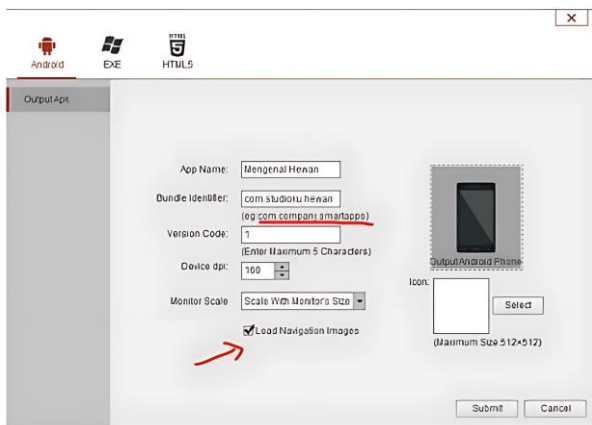 Android
EXE
HTML5
Output Apk
App Name: Mengenal Hewan
Bundle Identifier: com studioku hewan
(eg com company smartapps)
Version Code: 1
(Enter Maximum 5 Characters)
Device dpi: 160
Monitor Scale Scale With Monitor's Size
Load Navigation Images
Output Android Phone
Icon:
Select
(Maximum Size 512×512)
Submit
Cancel